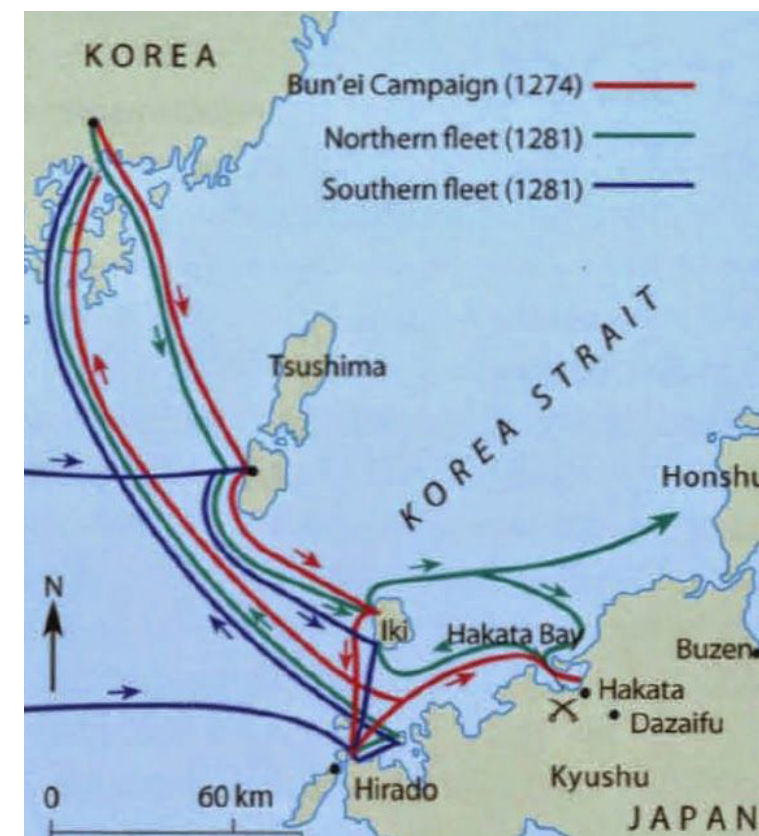 KOREA
Bun'ei Campaign (1274)
Northern fleet (1281)
Southern fleet (1281)
Tsushima
KOREA STRAIT
Honshu
N
Iki
Hakata Bay
Buzen
Hakata
Dazaifu
Hirado
Kyushu
0 60 km
JAPAN